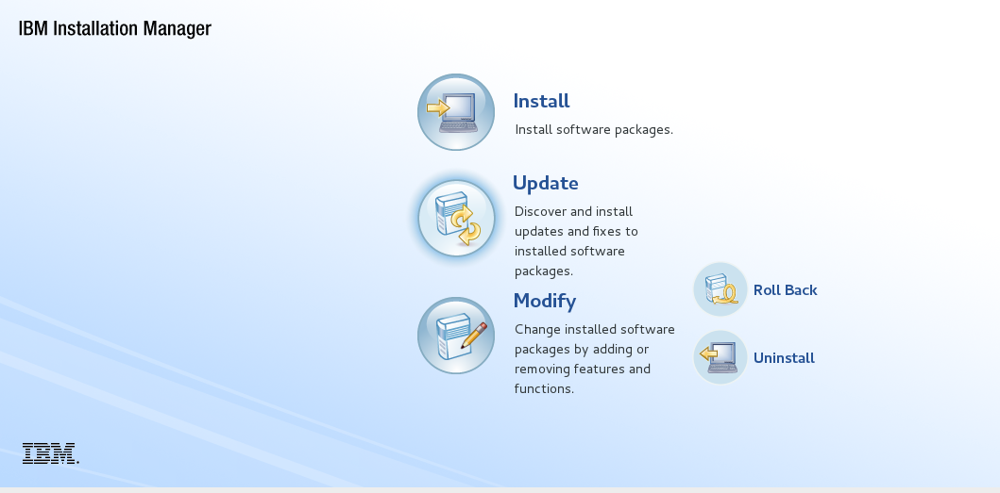 IBM Installation Manager
Install
Install software packages.
Update
Discover and install
updates and fixes to
installed software
packages.
Modify
Change installed software
packages by adding or
removing features and
functions.
Roll Back
Uninstall
IBM.